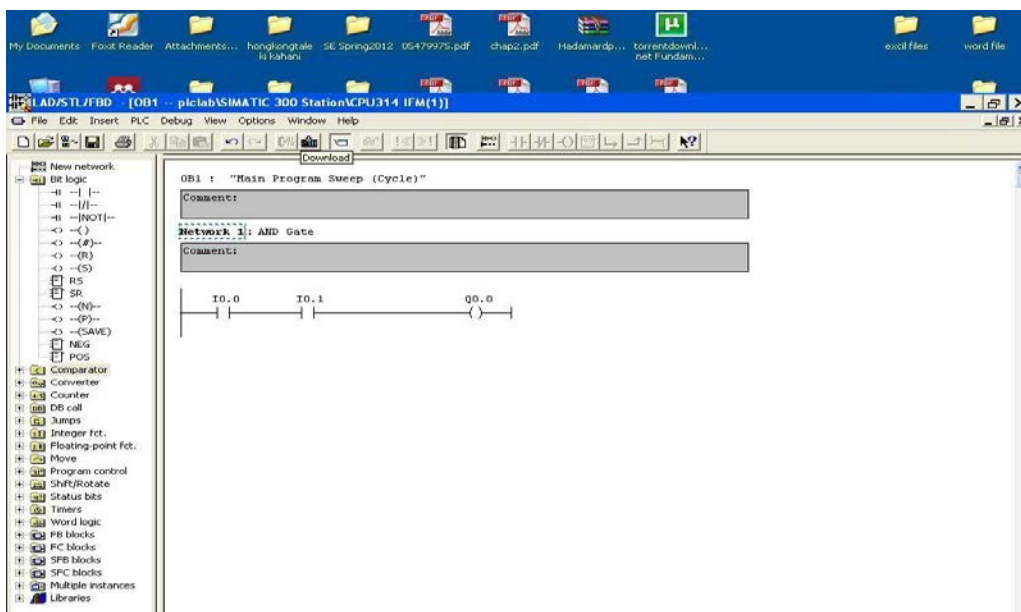 My Documents
Foxit Reader
Attachments...
hongkongtale
ki kahani
SE Spring2012
05479975.pdf
chap2.pdf
Hadamardp...
torrentdownl...
net Fundam...
excil files
word file
LAD/STL/FBD - [OB1 -- plclab\SIMATIC 300 Station\CPU314 IFM(1)]
File Edit Insert PLC Debug View Options Window Help
Download
New network
Bit logic
--| |--
--|/|--
--|NOT|--
--( )
--(#)--
--(R)
--(S)
RS
SR
--(N)--
--(P)--
--(SAVE)
NEG
POS
Comparator
Converter
Counter
DB call
Jumps
Integer fct.
Floating-point fct.
Move
Program control
Shift/Rotate
Status bits
Timers
Word logic
FB blocks
FC blocks
SFB blocks
SFC blocks
Multiple instances
Libraries
OB1 : "Main Program Sweep (Cycle)"
Comment:
Network 1: AND Gate
Comment:
I0.0 I0.1 Q0.0